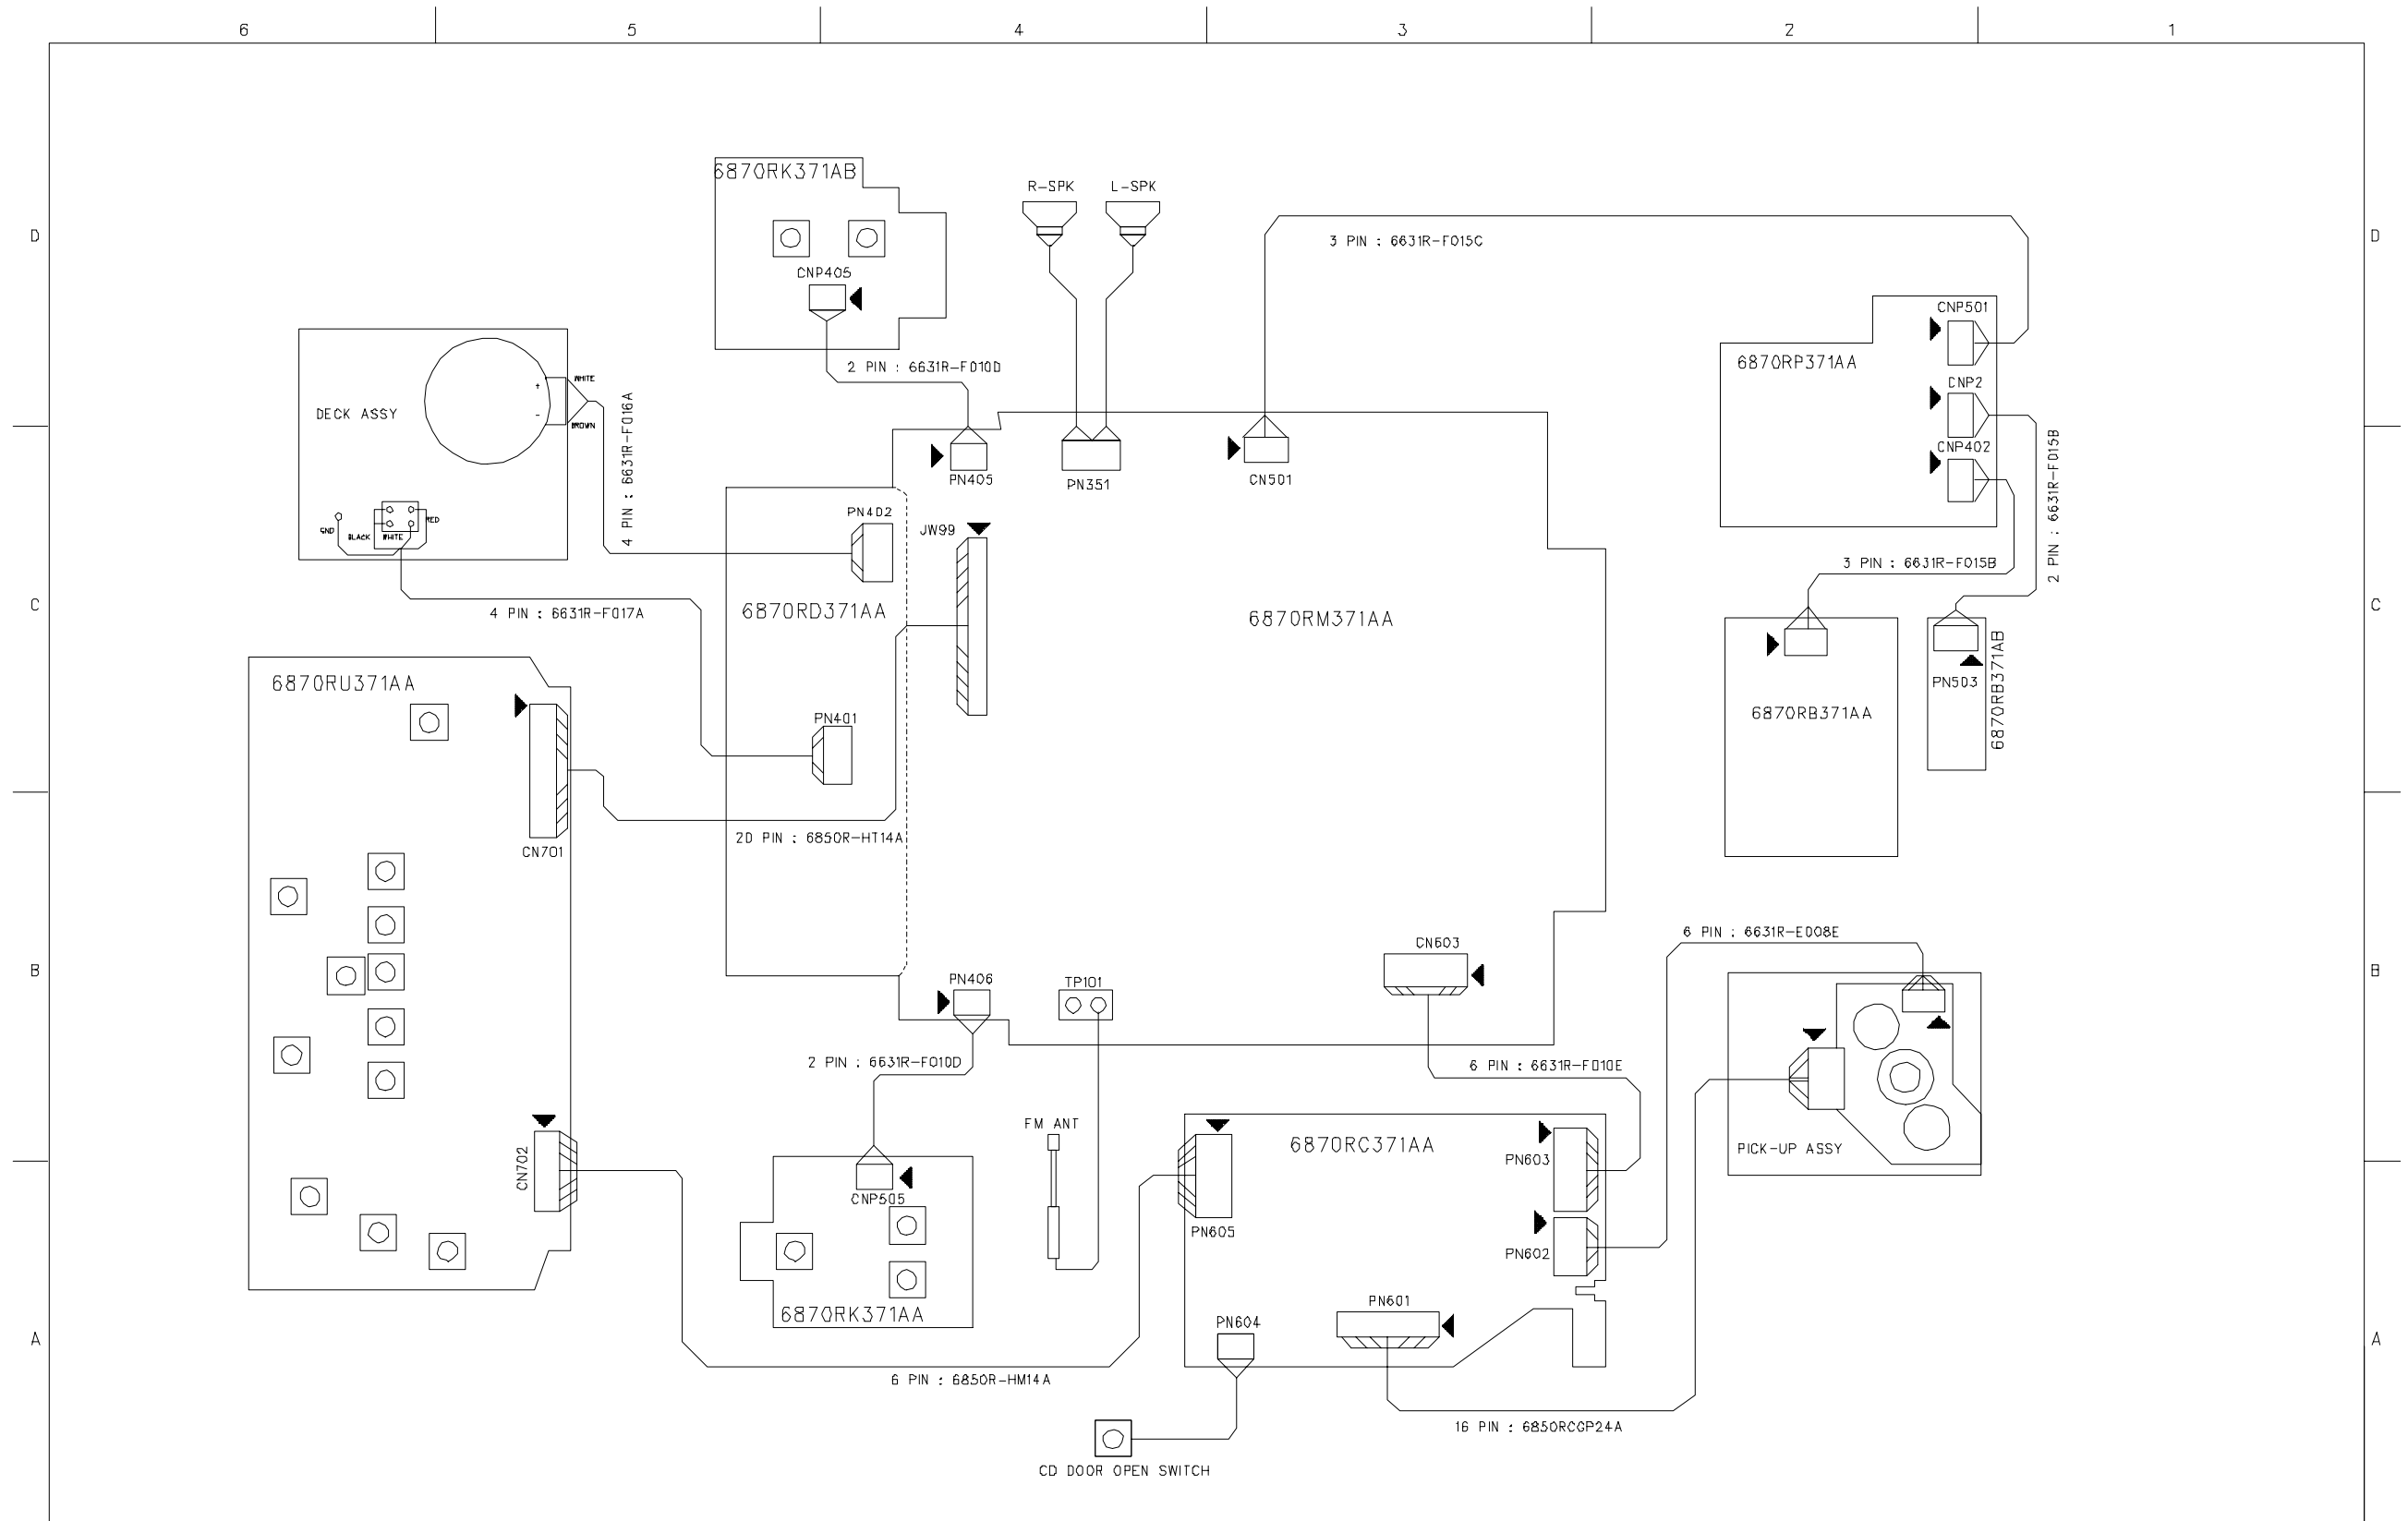 6 5 4 3 2 1
D
D
6870RK371AB
R-SPK L-SPK
3 PIN : 6631R-F015C
CNP405
CNP501
6870RP371AA
2 PIN : 6631R-F010D
CNP2
WHITE
+
-
DECK ASSY
BROWN
4 PIN : 6631R-F016A
CNP402
2 PIN : 6631R-F015B
PN405
PN351
CN501
PN402
JW99
RED
GND
BLACK
WHITE
3 PIN : 6631R-F015B
C
C
4 PIN : 6631R-F017A
6870RD371AA
6870RM371AA
6870RU371AA
PN503
6870RB371AB
6870RB371AA
PN401
20 PIN : 6850R-HT14A
CN701
6 PIN : 6631R-E008E
CN603
B
B
PN406
TP101
2 PIN : 6631R-F010D
6 PIN : 6631R-F010E
FM ANT
6870RC371AA
PICK-UP ASSY
PN603
CN702
CNP505
PN605
PN602
6870RK371AA
PN601
PN604
A
A
6 PIN : 6850R-HM14A
16 PIN : 6850RCGP24A
CD DOOR OPEN SWITCH